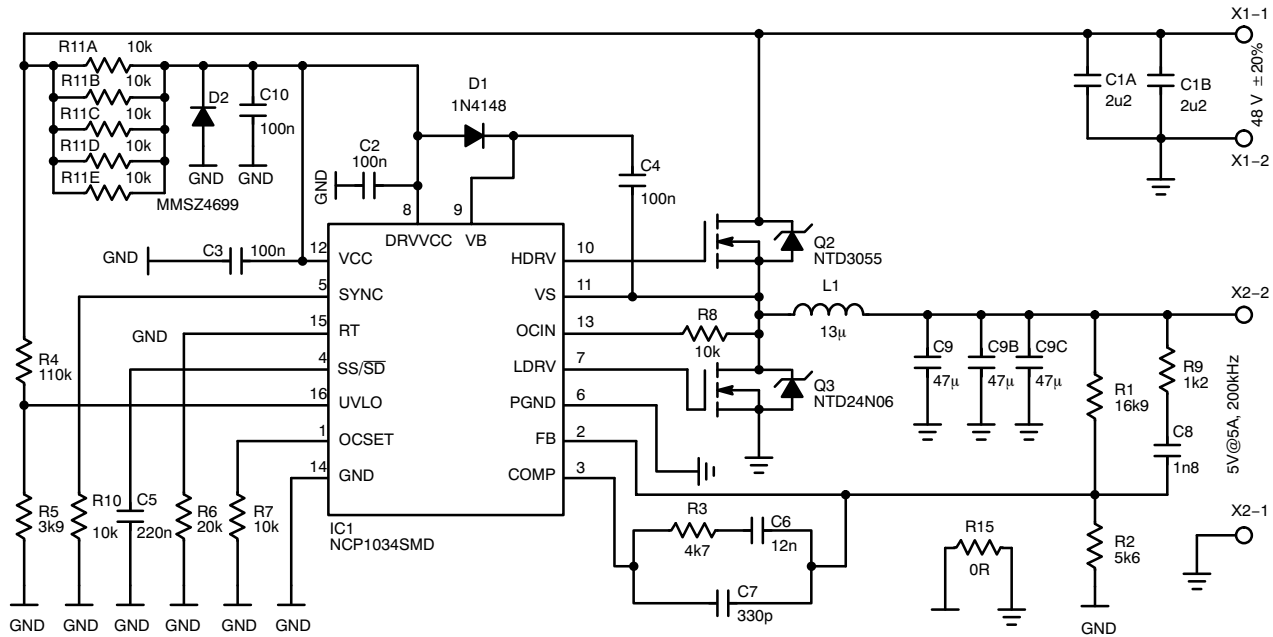 X1-1
R11A 10k
R11B 10k
R11C 10k
R11D 10k
R11E 10k
D2
C10
100n
GND
GND
MMSZ4699
D1
1N4148
C2
100n
GND
C4
100n
C1A
2u2
C1B
2u2
48 V ±20%
X1-2
8
9
DRVVCC
VB
GND
C3
100n
12
VCC
5
SYNC
15
RT
GND
4
SS/SD
16
UVLO
1
OCSET
14
GND
HDRV
10
VS
11
OCIN
13
LDRV
7
PGND
6
FB
2
COMP
3
IC1
NCP1034SMD
Q2
NTD3055
L1
13μ
R8
10k
Q3
NTD24N06
X2-2
C9
47μ
C9B
47μ
C9C
47μ
R1
16k9
R9
1k2
C8
1n8
5V@5A, 200kHz
R4
110k
R5
3k9
R10
10k
C5
220n
R6
20k
R7
10k
R3
4k7
C6
12n
C7
330p
R15
0R
R2
5k6
X2-1
GND
GND
GND
GND
GND
GND
GND